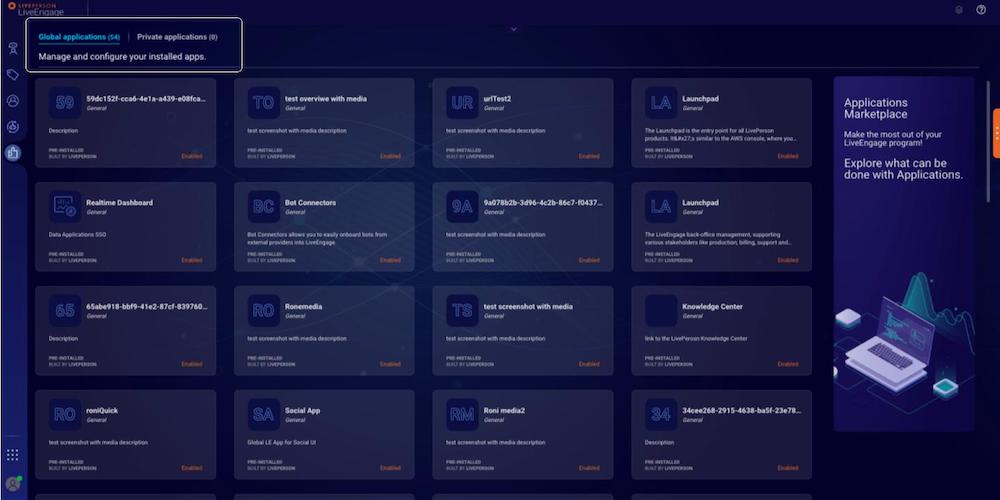 LIVEPERSON
LiveEngage
Global applications (54) | Private applications (0)
Manage and configure your installed apps.
59
59dc152f-cca6-4e1a-a439-e08fca...
General
Description
PRE-INSTALLED
BUILT BY LIVEPERSON
Enabled
TO
test overviwe with media
General
test screenshot with media description
PRE-INSTALLED
BUILT BY LIVEPERSON
Enabled
UR
urlTest2
General
test screenshot with media description
PRE-INSTALLED
BUILT BY LIVEPERSON
Enabled
LA
Launchpad
General
The Launchpad is the entry point for all LivePerson
products. It&#x27;s similar to the AWS console, where you...
PRE-INSTALLED
BUILT BY LIVEPERSON
Enabled
Realtime Dashboard
General
Data Applications SSO
PRE-INSTALLED
BUILT BY LIVEPERSON
Enabled
BC
Bot Connectors
General
Bot Connectors allows you to easily onboard bots from
external providers into LiveEngage.
PRE-INSTALLED
BUILT BY LIVEPERSON
Enabled
9A
9a078b2b-3d96-4c2b-86c7-f0437...
General
test screenshot with media description
PRE-INSTALLED
BUILT BY LIVEPERSON
Enabled
LA
Launchpad
General
The LiveEngage back-office management, supporting
various stakeholders like production, billing, support and...
PRE-INSTALLED
BUILT BY LIVEPERSON
Enabled
65
65abe918-bbf9-41e2-87cf-839760...
General
Description
PRE-INSTALLED
BUILT BY LIVEPERSON
Enabled
RO
Ronemedia
General
test screenshot with media description
PRE-INSTALLED
BUILT BY LIVEPERSON
Enabled
TS
test screenshot with media
General
test screenshot with media description
PRE-INSTALLED
BUILT BY LIVEPERSON
Enabled
Knowledge Center
General
link to the LivePerson Knowledge Center
PRE-INSTALLED
BUILT BY LIVEPERSON
Enabled
RO
roniQuick
General
test screenshot with media description
PRE-INSTALLED
BUILT BY LIVEPERSON
Enabled
SA
Social App
General
Global LE App for Social UI
PRE-INSTALLED
BUILT BY LIVEPERSON
Enabled
RM
Roni media2
General
test screenshot with media description
PRE-INSTALLED
BUILT BY LIVEPERSON
Enabled
34
34cee268-2915-4638-ba5f-23e78...
General
Description
PRE-INSTALLED
BUILT BY LIVEPERSON
Enabled
Applications
Marketplace
Make the most out of your
LiveEngage program!
Explore what can be
done with Applications.